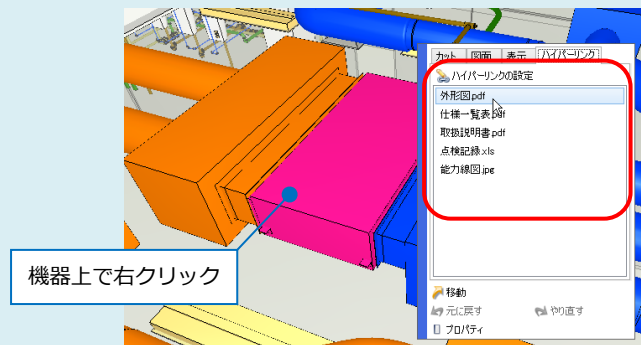 カット 図面 表示 ハイパーリンク
ハイパーリンクの設定
外形図.pdf
仕様一覧表.pdf
取扱説明書.pdf
点検記録.xls
能力線図.jpg
機器上で右クリック
移動
元に戻す やり直す
プロパティ